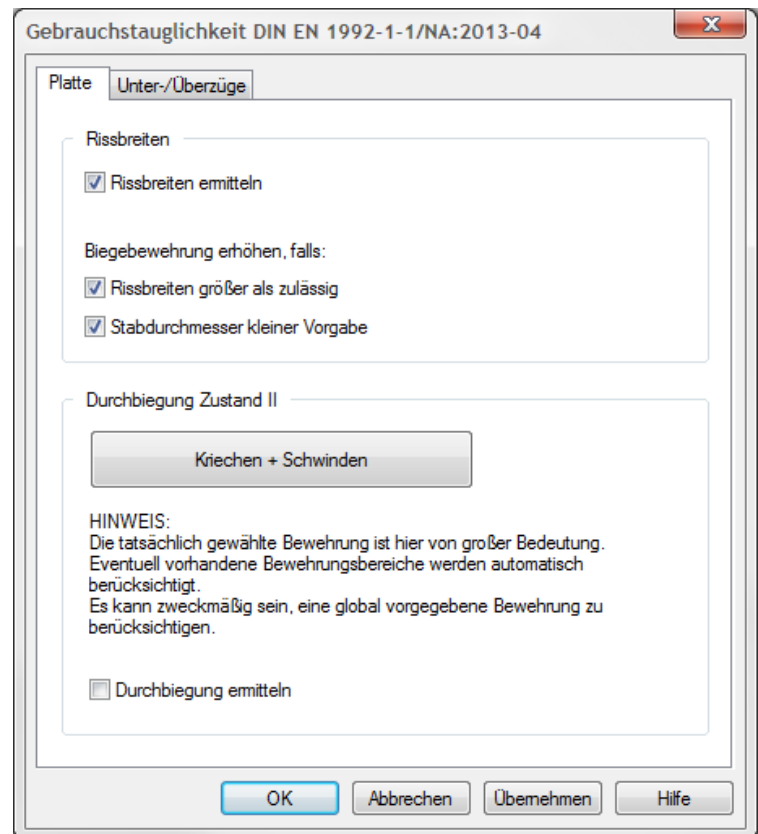 Gebrauchstauglichkeit DIN EN 1992-1-1/NA:2013-04
Platte
Unter-/Überzüge
Rissbreiten
Rissbreiten ermitteln
Biegebewehrung erhöhen, falls:
Rissbreiten größer als zulässig
Stabdurchmesser kleiner Vorgabe
Durchbiegung Zustand II
Kriechen + Schwinden
HINWEIS:
Die tatsächlich gewählte Bewehrung ist hier von großer Bedeutung.
Eventuell vorhandene Bewehrungsbereiche werden automatisch
berücksichtigt.
Es kann zweckmäßig sein, eine global vorgegebene Bewehrung zu
berücksichtigen.
Durchbiegung ermitteln
OK
Abbrechen
Übernehmen
Hilfe